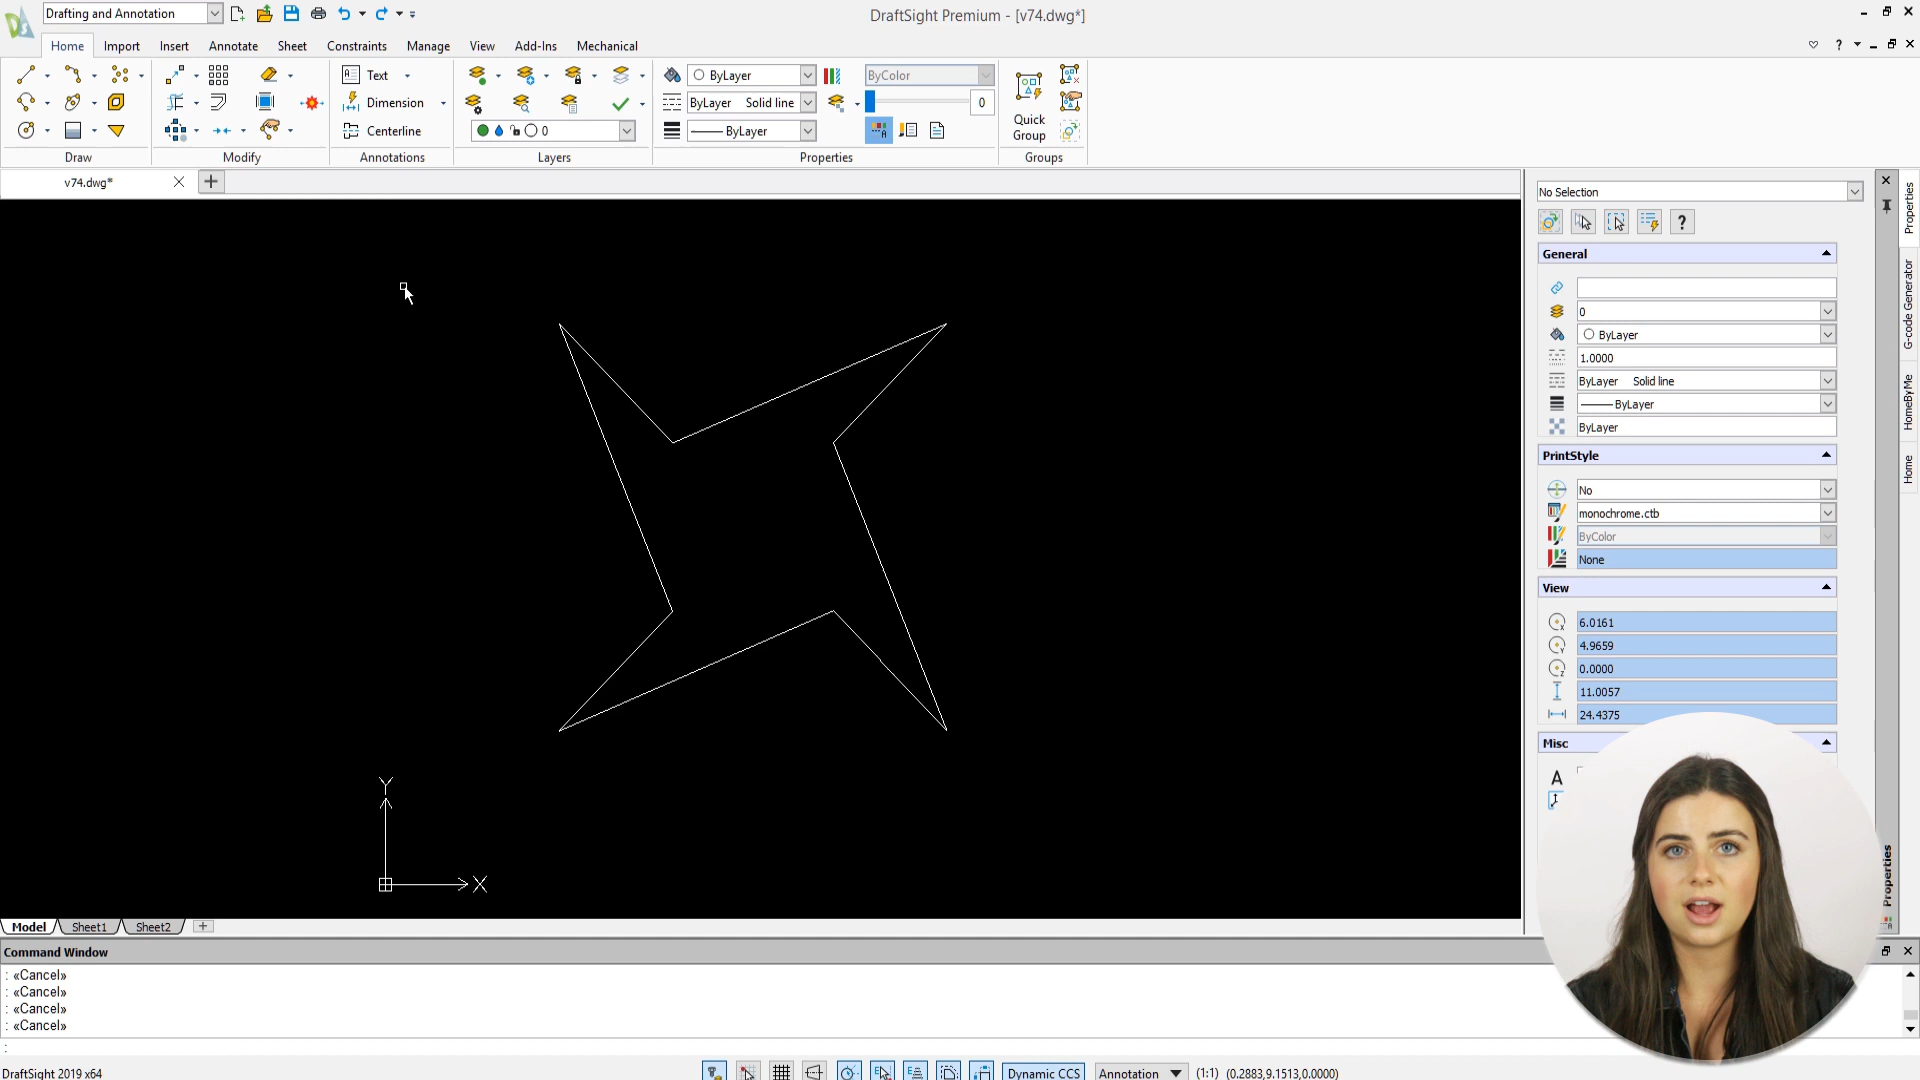 Drafting and Annotation
DraftSight Premium - [v74.dwg*]
Home Import Insert Annotate Sheet Constraints Manage View Add-Ins Mechanical
Text
Dimension
Centerline
0
ByLayer
ByLayer Solid line
ByLayer
ByColor
0
Quick
Group
Draw Modify Annotations Layers Properties Groups
v74.dwg*
No Selection
General
0
ByLayer
1.0000
ByLayer Solid line
ByLayer
ByLayer
PrintStyle
No
monochrome.ctb
ByColor
None
View
6.0161
4.9659
0.0000
11.0057
24.4375
Misc
Properties
G-code Generator
HomeByMe
Home
Properties
Y
X
Model Sheet1 Sheet2
Command Window
: «Cancel»
: «Cancel»
: «Cancel»
: «Cancel»
:
DraftSight 2019 x64
Dynamic CCS Annotation (1:1) (0.2883,9.1513,0.0000)